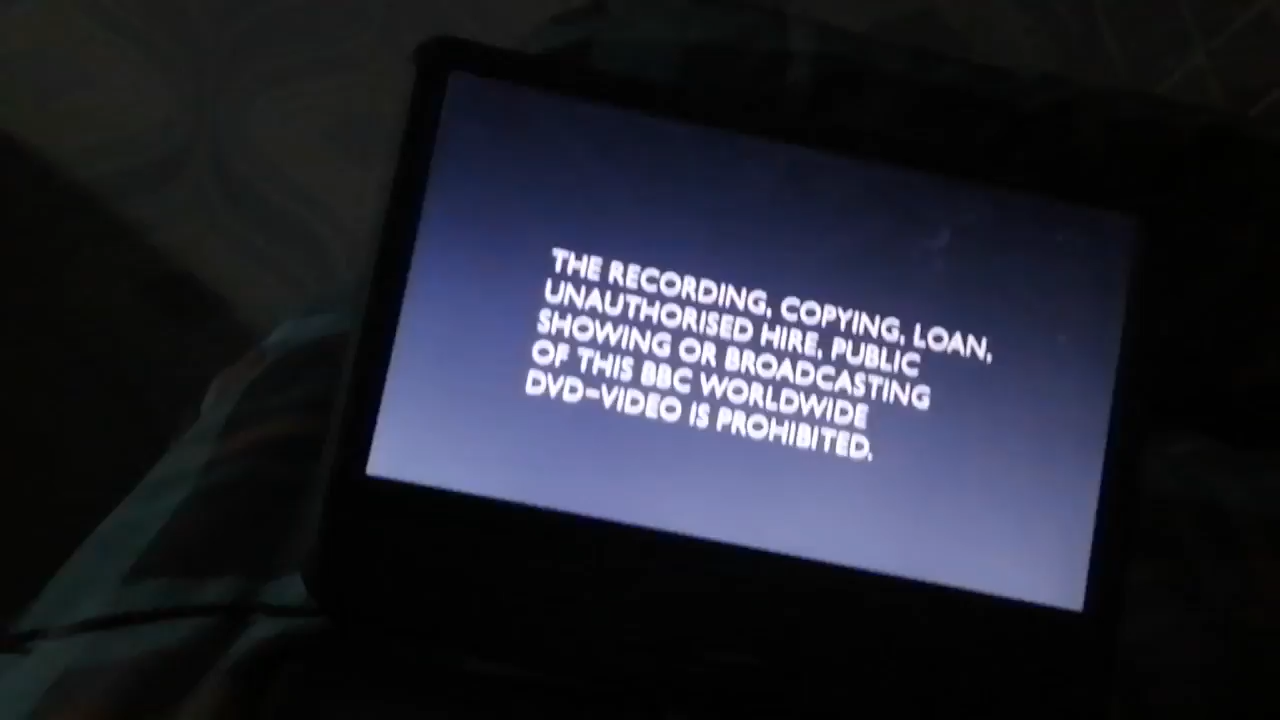 THE RECORDING, COPYING, LOAN,
UNAUTHORISED HIRE, PUBLIC
SHOWING OR BROADCASTING
OF THIS BBC WORLDWIDE
DVD-VIDEO IS PROHIBITED.